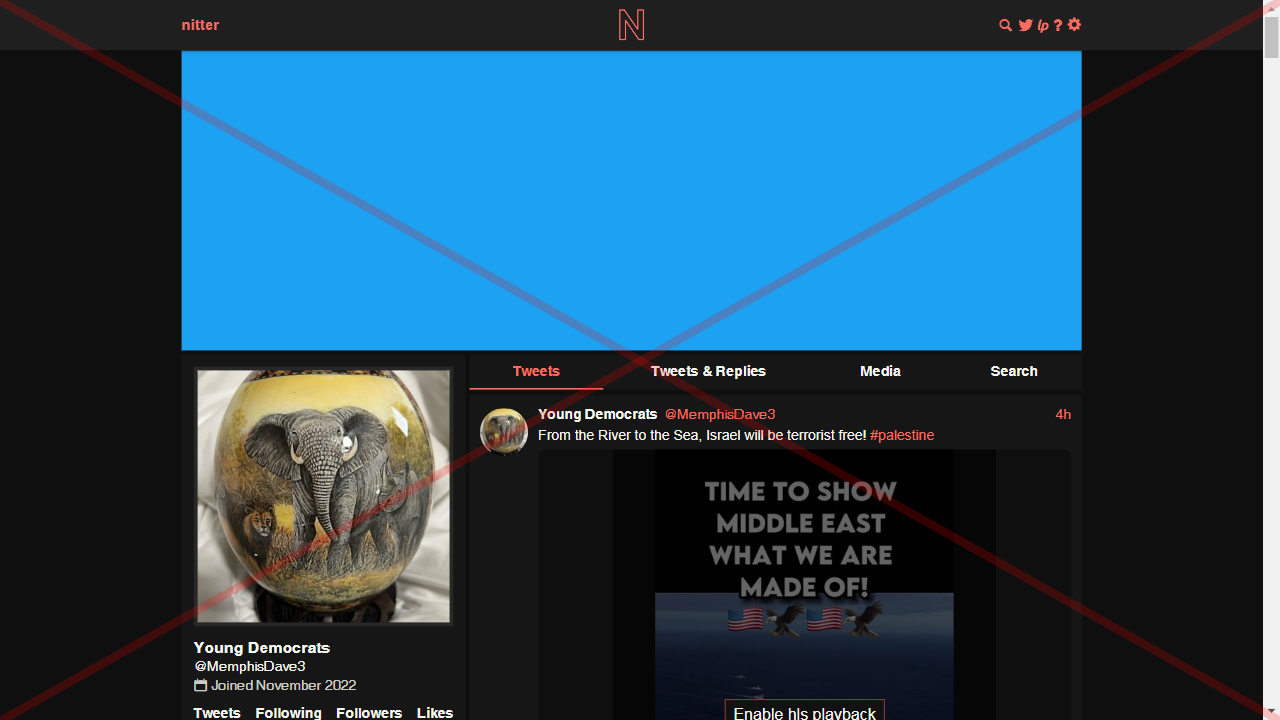 nitter
N
lp ?
Tweets
Tweets & Replies
Media
Search
Young Democrats @MemphisDave3 4h
From the River to the Sea, Israel will be terrorist free! #palestine
TIME TO SHOW
MIDDLE EAST
WHAT WE ARE
MADE OF!
🇺🇸🦅🇺🇸🦅
Enable hls playback
Young Democrats
@MemphisDave3
Joined November 2022
Tweets Following Followers Likes